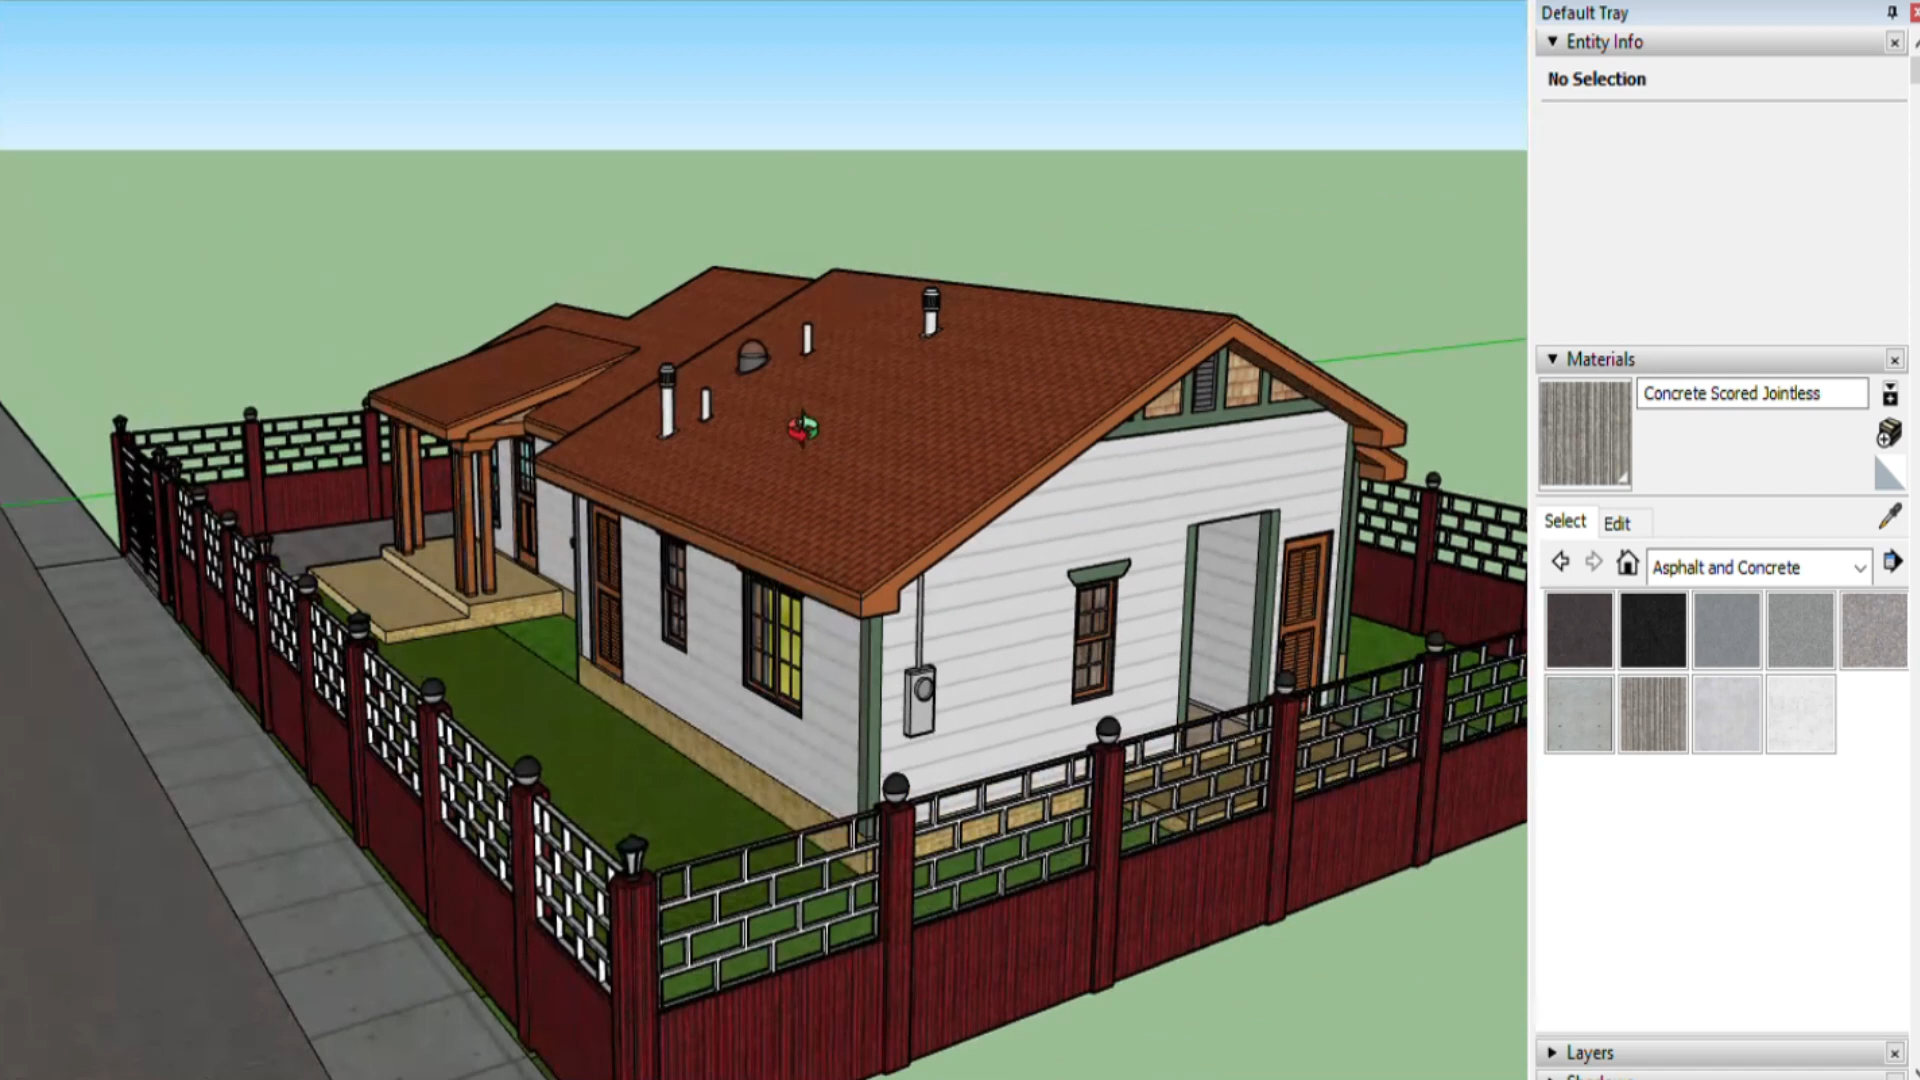 Default Tray
Entity Info
No Selection
Materials
Concrete Scored Jointless
Select
Edit
Asphalt and Concrete
Layers